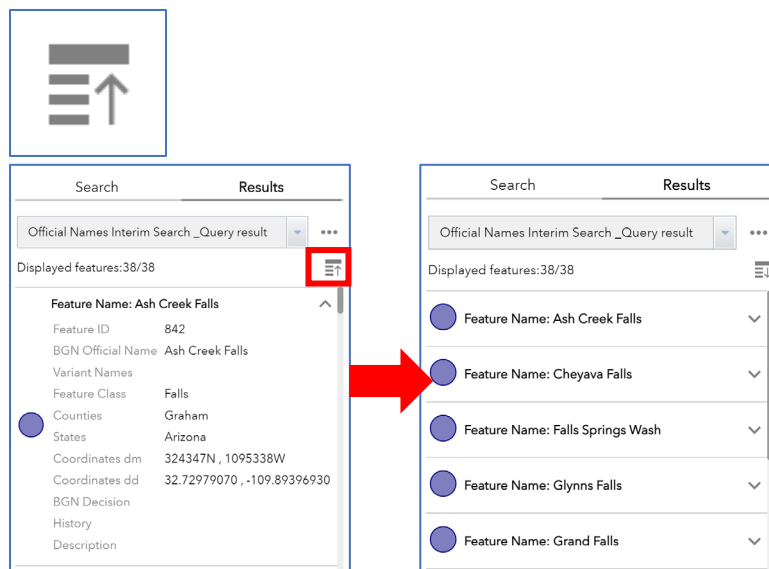 Search Results
Official Names Interim Search _Query result
Displayed features:38/38
Feature Name: Ash Creek Falls
Feature ID 842
BGN Official Name Ash Creek Falls
Variant Names
Feature Class Falls
Counties Graham
States Arizona
Coordinates dm 324347N , 1095338W
Coordinates dd 32.72979070 , -109.89396930
BGN Decision
History
Description
Search Results
Official Names Interim Search _Query result
Displayed features:38/38
Feature Name: Ash Creek Falls
Feature Name: Cheyava Falls
Feature Name: Falls Springs Wash
Feature Name: Glynns Falls
Feature Name: Grand Falls